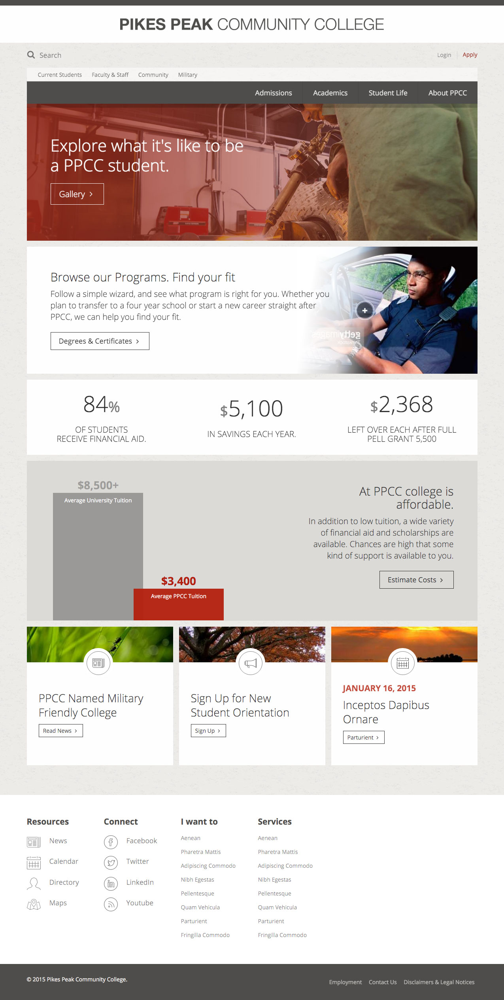 PIKES PEAK COMMUNITY COLLEGE
Search
Login
Apply
Current Students
Faculty & Staff
Community
Military
Admissions
Academics
Student Life
About PPCC
Explore what it's like to be
a PPCC student.
Gallery
Browse our Programs. Find your fit
Follow a simple wizard, and see what program is right for you. Whether you
plan to transfer to a four year school or start a new career straight after
PPCC, we can help you find your fit.
Degrees & Certificates
gettyimages
Thinkstock
84%
OF STUDENTS
RECEIVE FINANCIAL AID.
$5,100
IN SAVINGS EACH YEAR.
$2,368
LEFT OVER EACH AFTER FULL
PELL GRANT 5,500
$8,500+
Average University Tuition
$3,400
Average PPCC Tuition
At PPCC college is
affordable.
In addition to low tuition, a wide variety
of financial aid and scholarships are
available. Chances are high that some
kind of support is available to you.
Estimate Costs
PPCC Named Military
Friendly College
Read News
Sign Up for New
Student Orientation
Sign Up
JANUARY 16, 2015
Inceptos Dapibus
Ornare
Parturient
Resources
News
Calendar
Directory
Maps
Connect
Facebook
Twitter
LinkedIn
Youtube
I want to
Aenean
Pharetra Mattis
Adipiscing Commodo
Nibh Egestas
Pellentesque
Quam Vehicula
Parturient
Fringilla Commodo
Services
Aenean
Pharetra Mattis
Adipiscing Commodo
Nibh Egestas
Pellentesque
Quam Vehicula
Parturient
Fringilla Commodo
© 2015 Pikes Peak Community College.
Employment
Contact Us
Disclaimers & Legal Notices